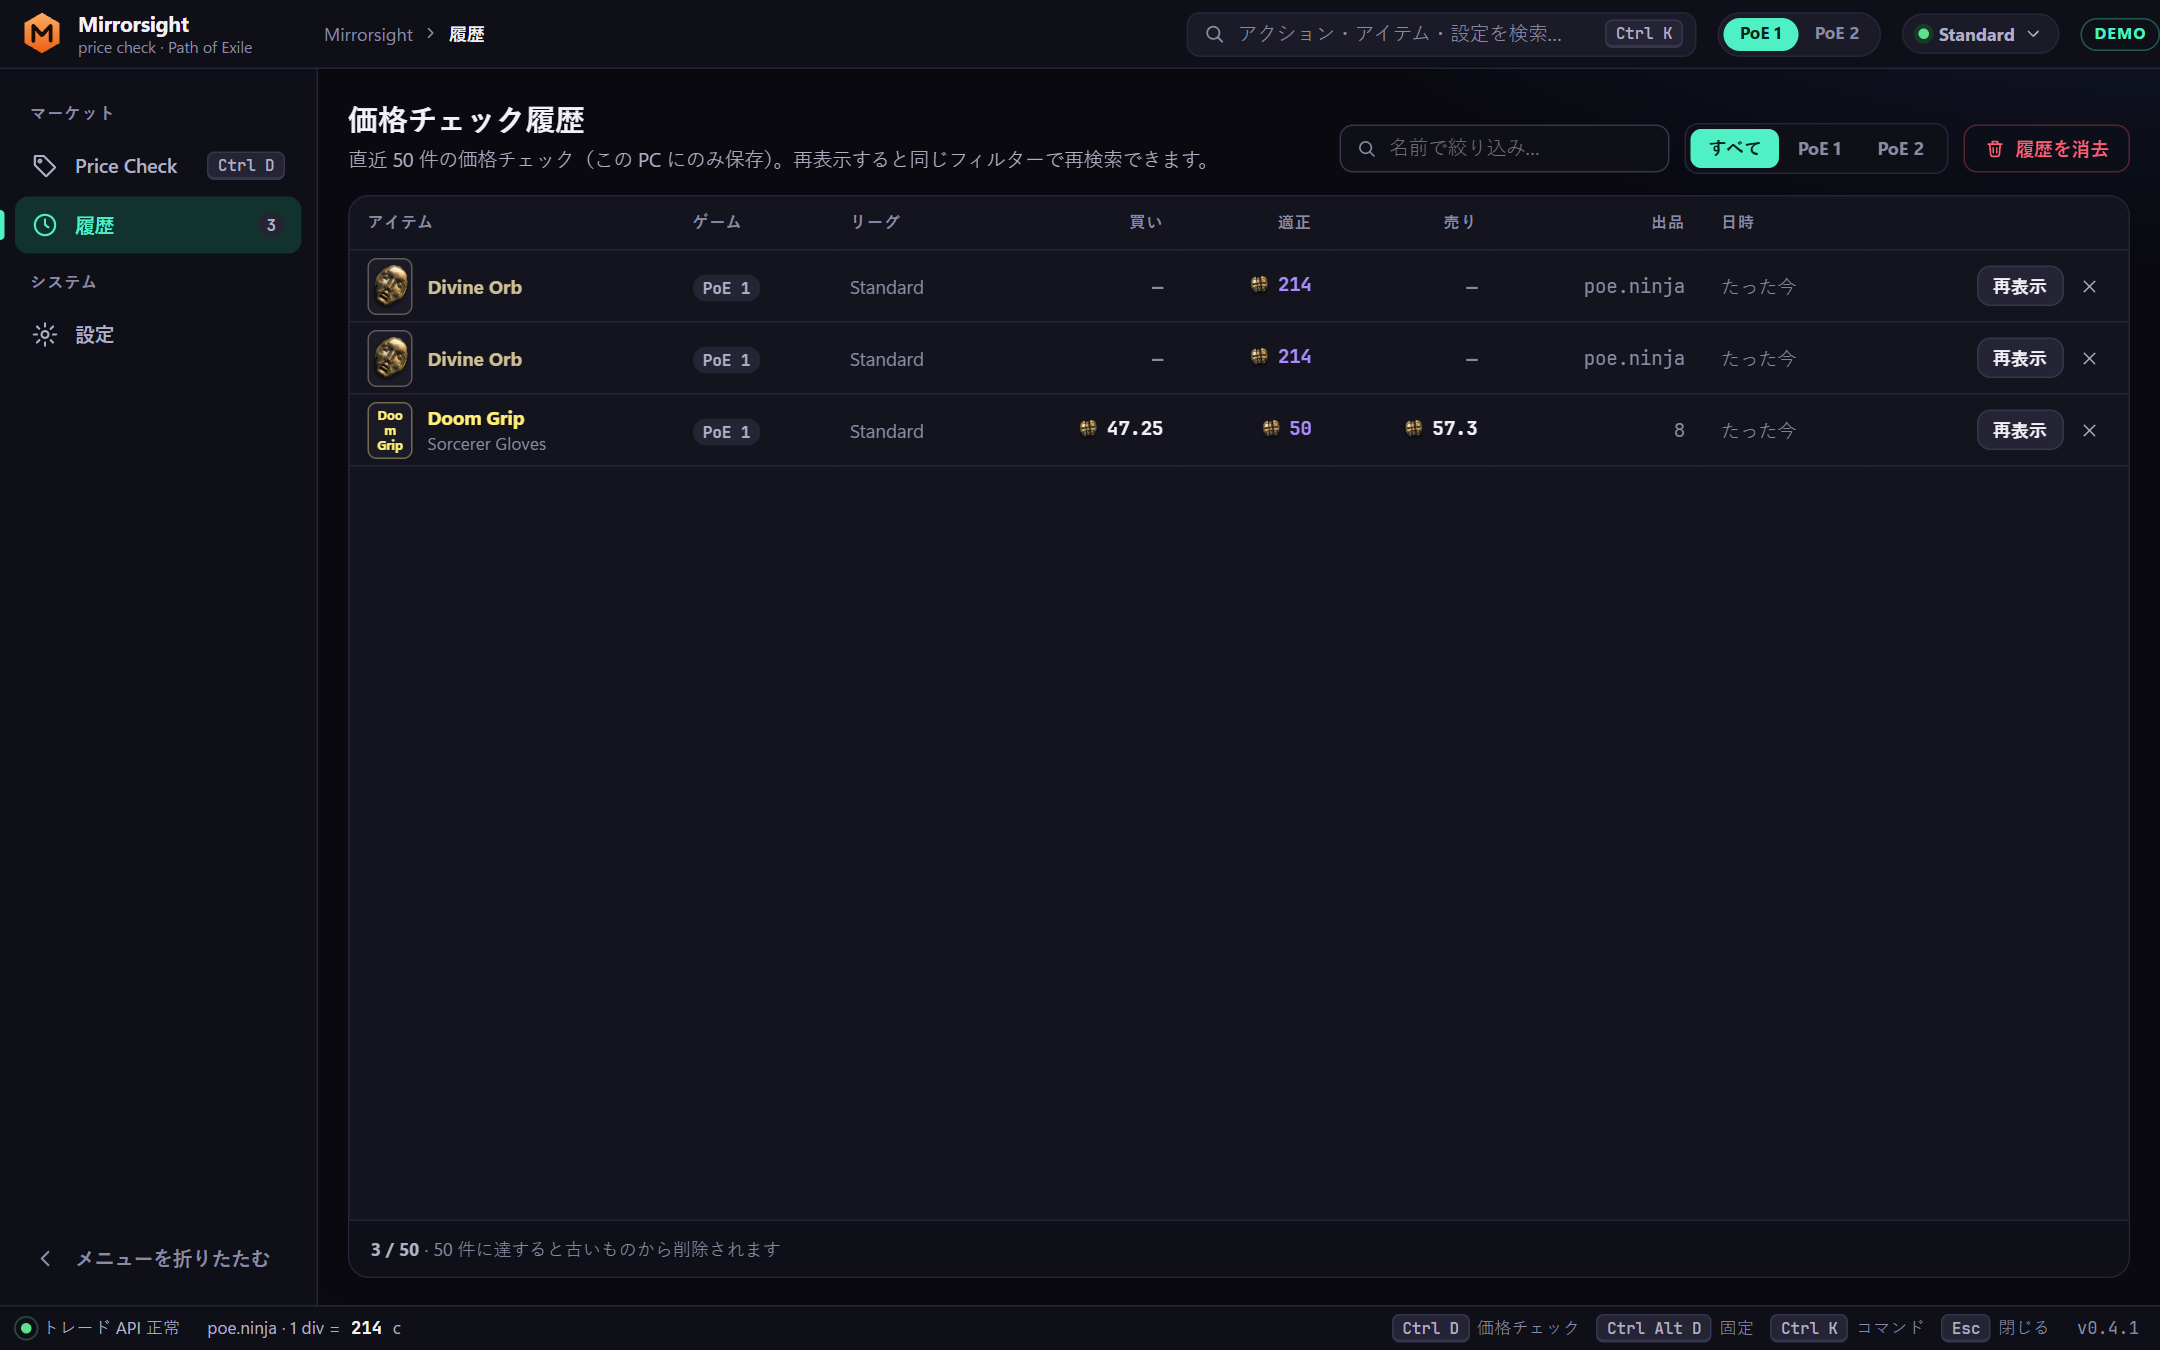 Mirrorsight
price check · Path of Exile
Mirrorsight > 履歴
アクション・アイテム・設定を検索... Ctrl K
PoE 1 PoE 2
Standard
DEMO
マーケット
Price Check Ctrl D
履歴 3
システム
設定
メニューを折りたたむ
価格チェック履歴
直近 50 件の価格チェック（この PC にのみ保存）。再表示すると同じフィルターで再検索できます。
名前で絞り込み...
すべて PoE 1 PoE 2
履歴を消去
アイテム ゲーム リーグ 買い 適正 売り 出品 日時
Divine Orb PoE 1 Standard – 214 – poe.ninja たった今 再表示 ×
Divine Orb PoE 1 Standard – 214 – poe.ninja たった今 再表示 ×
Doo
m
Grip
Doom Grip
Sorcerer Gloves
PoE 1 Standard 47.25 50 57.3 8 たった今 再表示 ×
3 / 50 · 50 件に達すると古いものから削除されます
トレード API 正常 poe.ninja · 1 div = 214 c
Ctrl D 価格チェック Ctrl Alt D 固定 Ctrl K コマンド Esc 閉じる v0.4.1